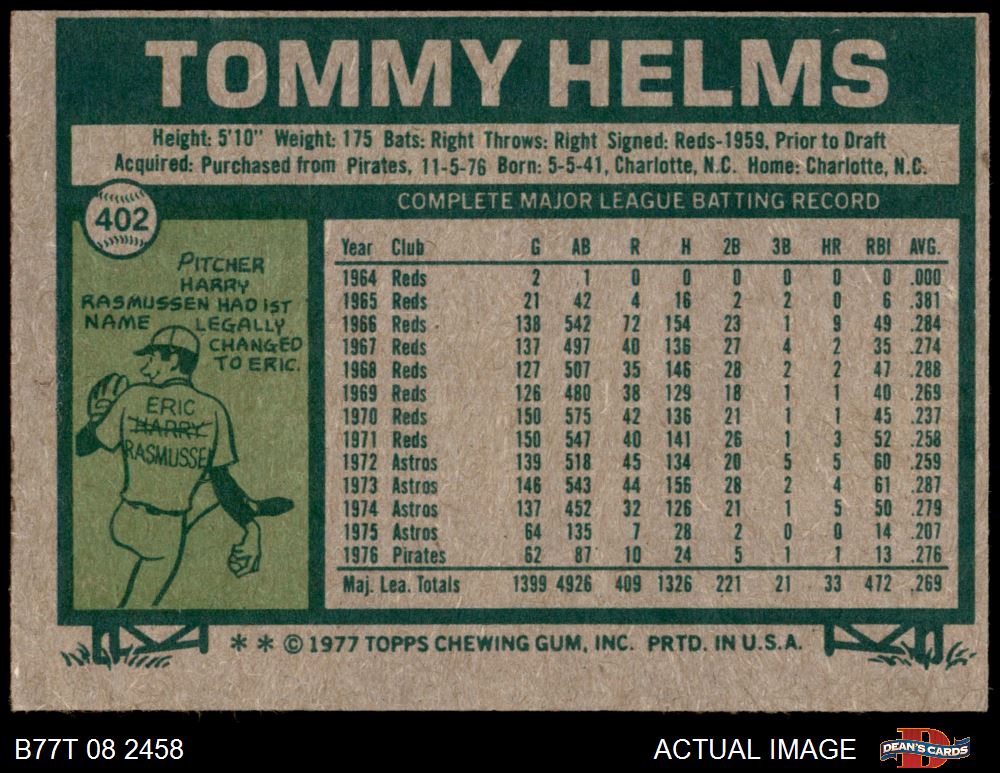 TOMMY HELMS
Height: 5'10" Weight: 175 Bats: Right Throws: Right Signed: Reds-1959, Prior to Draft
Acquired: Purchased from Pirates, 11-5-76 Born: 5-5-41, Charlotte, N.C. Home: Charlotte, N.C.
402
PITCHER
HARRY
RASMUSSEN HAD 1ST
NAME LEGALLY
CHANGED
TO ERIC.
ERIC
HARRY
RASMUSSE
COMPLETE MAJOR LEAGUE BATTING RECORD
Year Club G AB R H 2B 3B HR RBI AVG.
1964 Reds 2 1 0 0 0 0 0 0 .000
1965 Reds 21 42 4 16 2 2 0 6 .381
1966 Reds 138 542 72 154 23 1 9 49 .284
1967 Reds 137 497 40 136 27 4 2 35 .274
1968 Reds 127 507 35 146 28 2 2 47 .288
1969 Reds 126 480 38 129 18 1 1 40 .269
1970 Reds 150 575 42 136 21 1 1 45 .237
1971 Reds 150 547 40 141 26 1 3 52 .258
1972 Astros 139 518 45 134 20 5 5 60 .259
1973 Astros 146 543 44 156 28 2 4 61 .287
1974 Astros 137 452 32 126 21 1 5 50 .279
1975 Astros 64 135 7 28 2 0 0 14 .207
1976 Pirates 62 87 10 24 5 1 1 13 .276
Maj. Lea. Totals 1399 4926 409 1326 221 21 33 472 .269
* * © 1977 TOPPS CHEWING GUM, INC. PRTD. IN U.S.A.
B77T 08 2458
ACTUAL IMAGE
DEAN'S CARDS